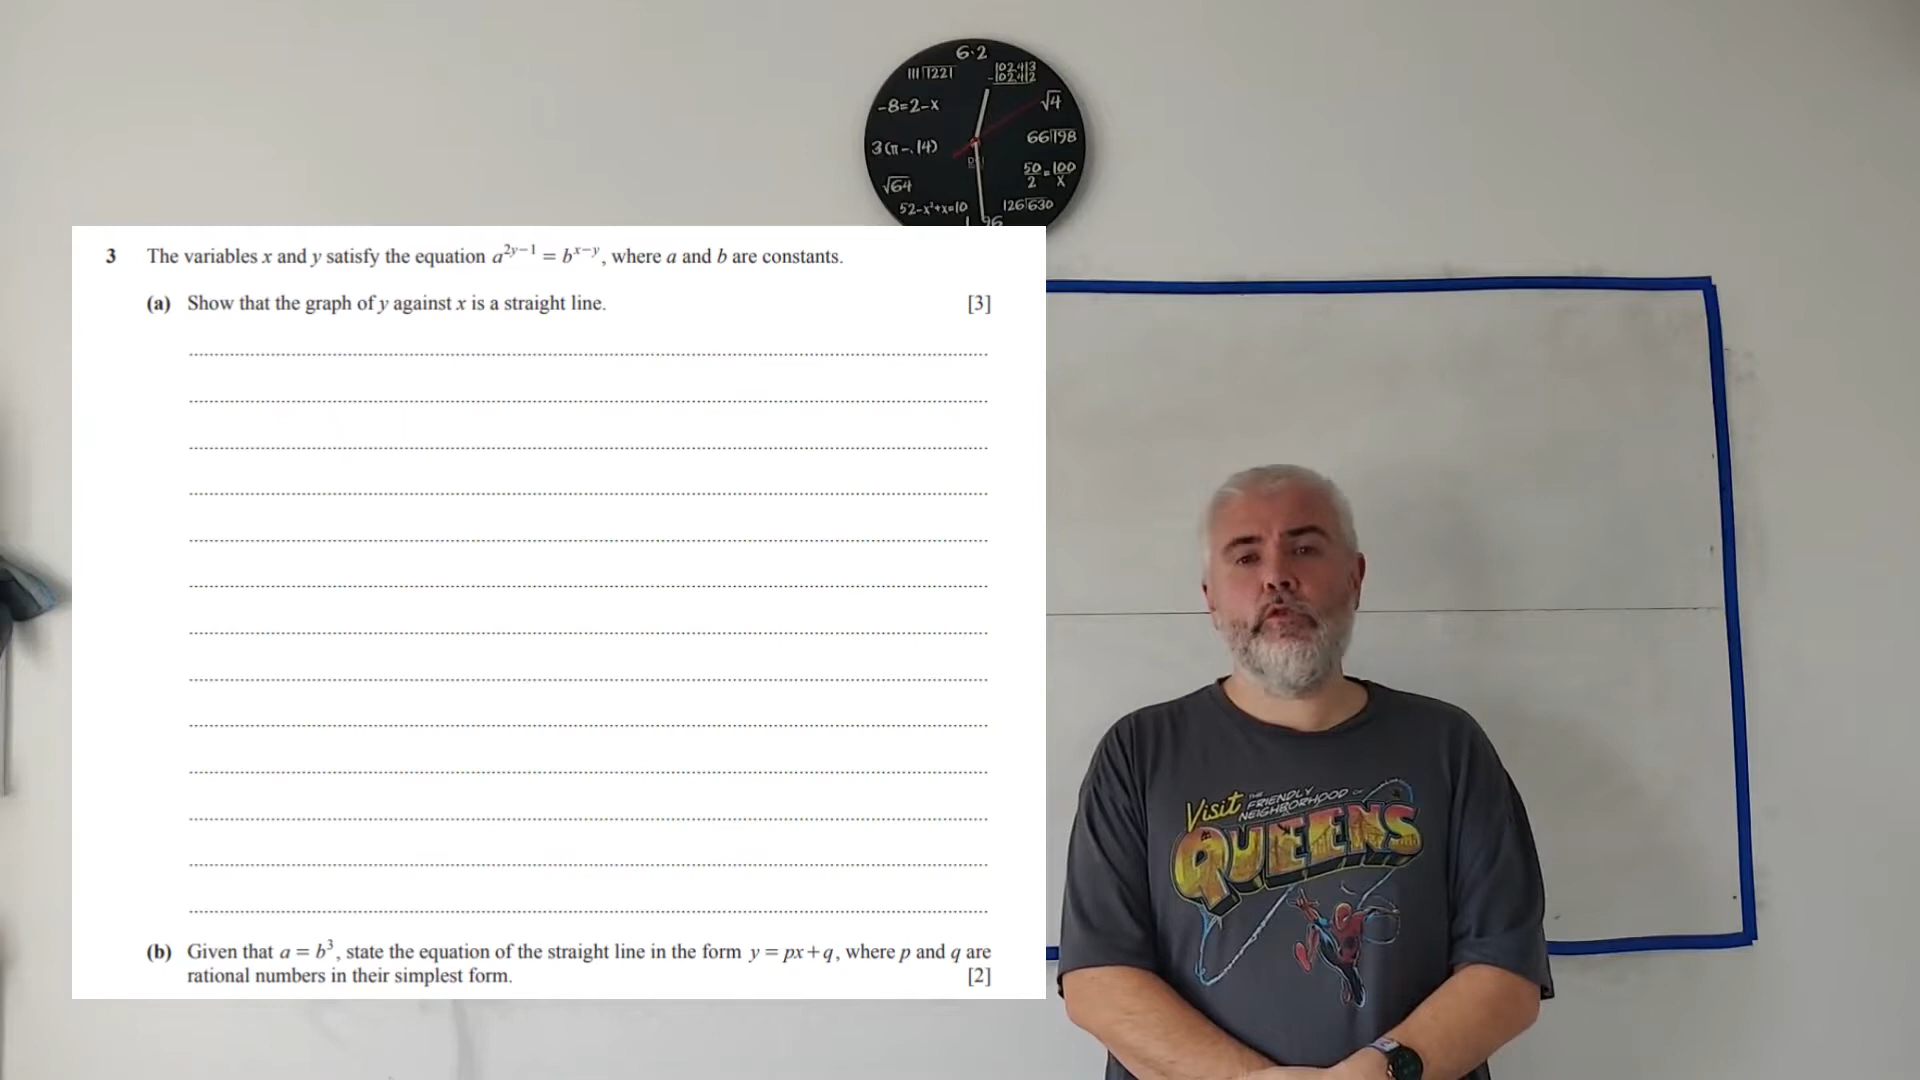 6·2
111⟌1221
102,413
-102,412
-8=2-x
√4
3(π-.14)
66⟌198
√64
50/2=100/x
52-x²+x=10
126⟌630
3 The variables x and y satisfy the equation a^{2y−1} = b^{x−y}, where a and b are constants.
(a) Show that the graph of y against x is a straight line. [3]
(b) Given that a = b³, state the equation of the straight line in the form y = px + q, where p and q are
rational numbers in their simplest form. [2]
Visit THE FRIENDLY
NEIGHBORHOOD OF
QUEENS